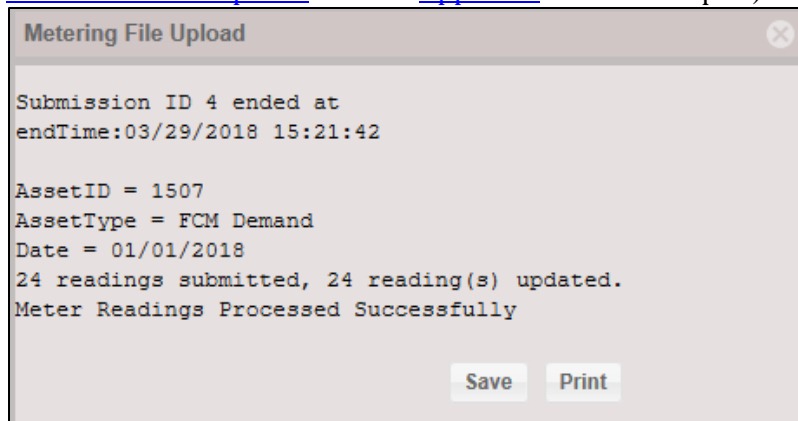 Metering File Upload
Submission ID 4 ended at
endTime:03/29/2018 15:21:42
AssetID = 1507
AssetType = FCM Demand
Date = 01/01/2018
24 readings submitted, 24 reading(s) updated.
Meter Readings Processed Successfully
Save Print